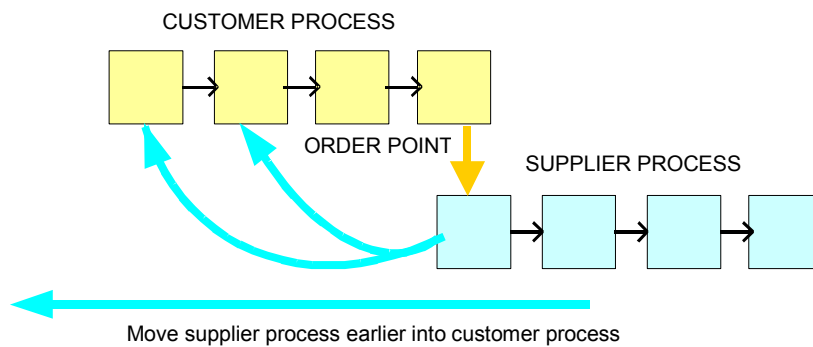 CUSTOMER PROCESS
ORDER POINT
SUPPLIER PROCESS
Move supplier process earlier into customer process